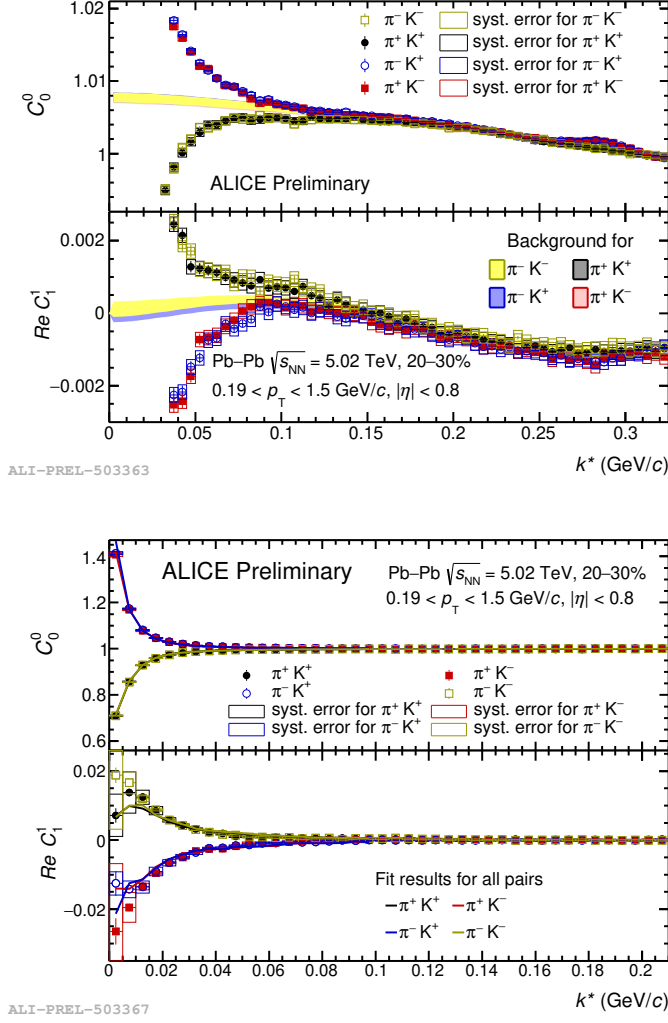 1.02
1.01
1
C₀⁰
π⁻ K⁻ syst. error for π⁻ K⁻
π⁺ K⁺ syst. error for π⁺ K⁺
π⁻ K⁺ syst. error for π⁻ K⁺
π⁺ K⁻ syst. error for π⁺ K⁻
ALICE Preliminary
0.002
0
−0.002
Re C₁¹
Background for
π⁻ K⁻ π⁺ K⁺
π⁻ K⁺ π⁺ K⁻
Pb–Pb √s_NN = 5.02 TeV, 20–30%
0.19 < p_T < 1.5 GeV/c, |η| < 0.8
0 0.05 0.1 0.15 0.2 0.25 0.3
k* (GeV/c)
ALI-PREL-503363
1.4
1.2
1
0.8
0.6
C₀⁰
ALICE Preliminary
Pb–Pb √s_NN = 5.02 TeV, 20–30%
0.19 < p_T < 1.5 GeV/c, |η| < 0.8
π⁺ K⁺ π⁺ K⁻
π⁻ K⁺ π⁻ K⁻
syst. error for π⁺ K⁺ syst. error for π⁺ K⁻
syst. error for π⁻ K⁺ syst. error for π⁻ K⁻
0.02
0
−0.02
Re C₁¹
Fit results for all pairs
π⁺ K⁺ π⁺ K⁻
π⁻ K⁺ π⁻ K⁻
0 0.02 0.04 0.06 0.08 0.1 0.12 0.14 0.16 0.18 0.2
k* (GeV/c)
ALI-PREL-503367